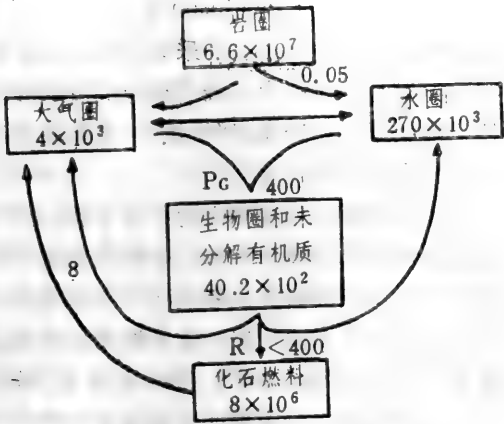 岩圈
6.6×10⁷
0.05
大气圈
4×10³
水圈
270×10³
PG
400
生物圈和未
分解有机质
40.2×10²
8
R
<400
化石燃料
8×10⁶